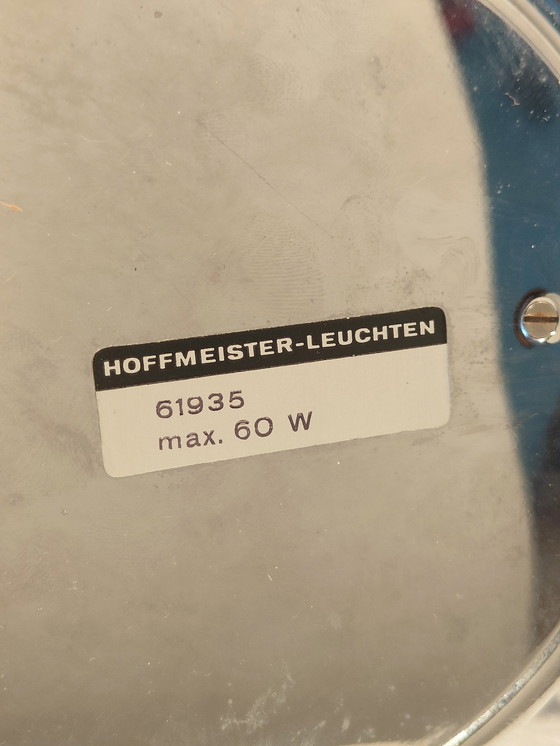 HOFFMEISTER-LEUCHTEN
61935
max. 60 W